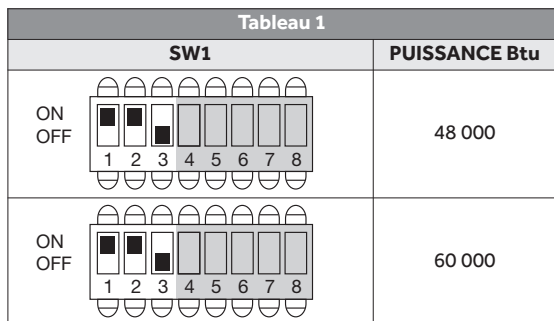 Tableau 1
SW1 PUISSANCE Btu
ON
OFF
1 2 3 4 5 6 7 8
48 000
ON
OFF
1 2 3 4 5 6 7 8
60 000